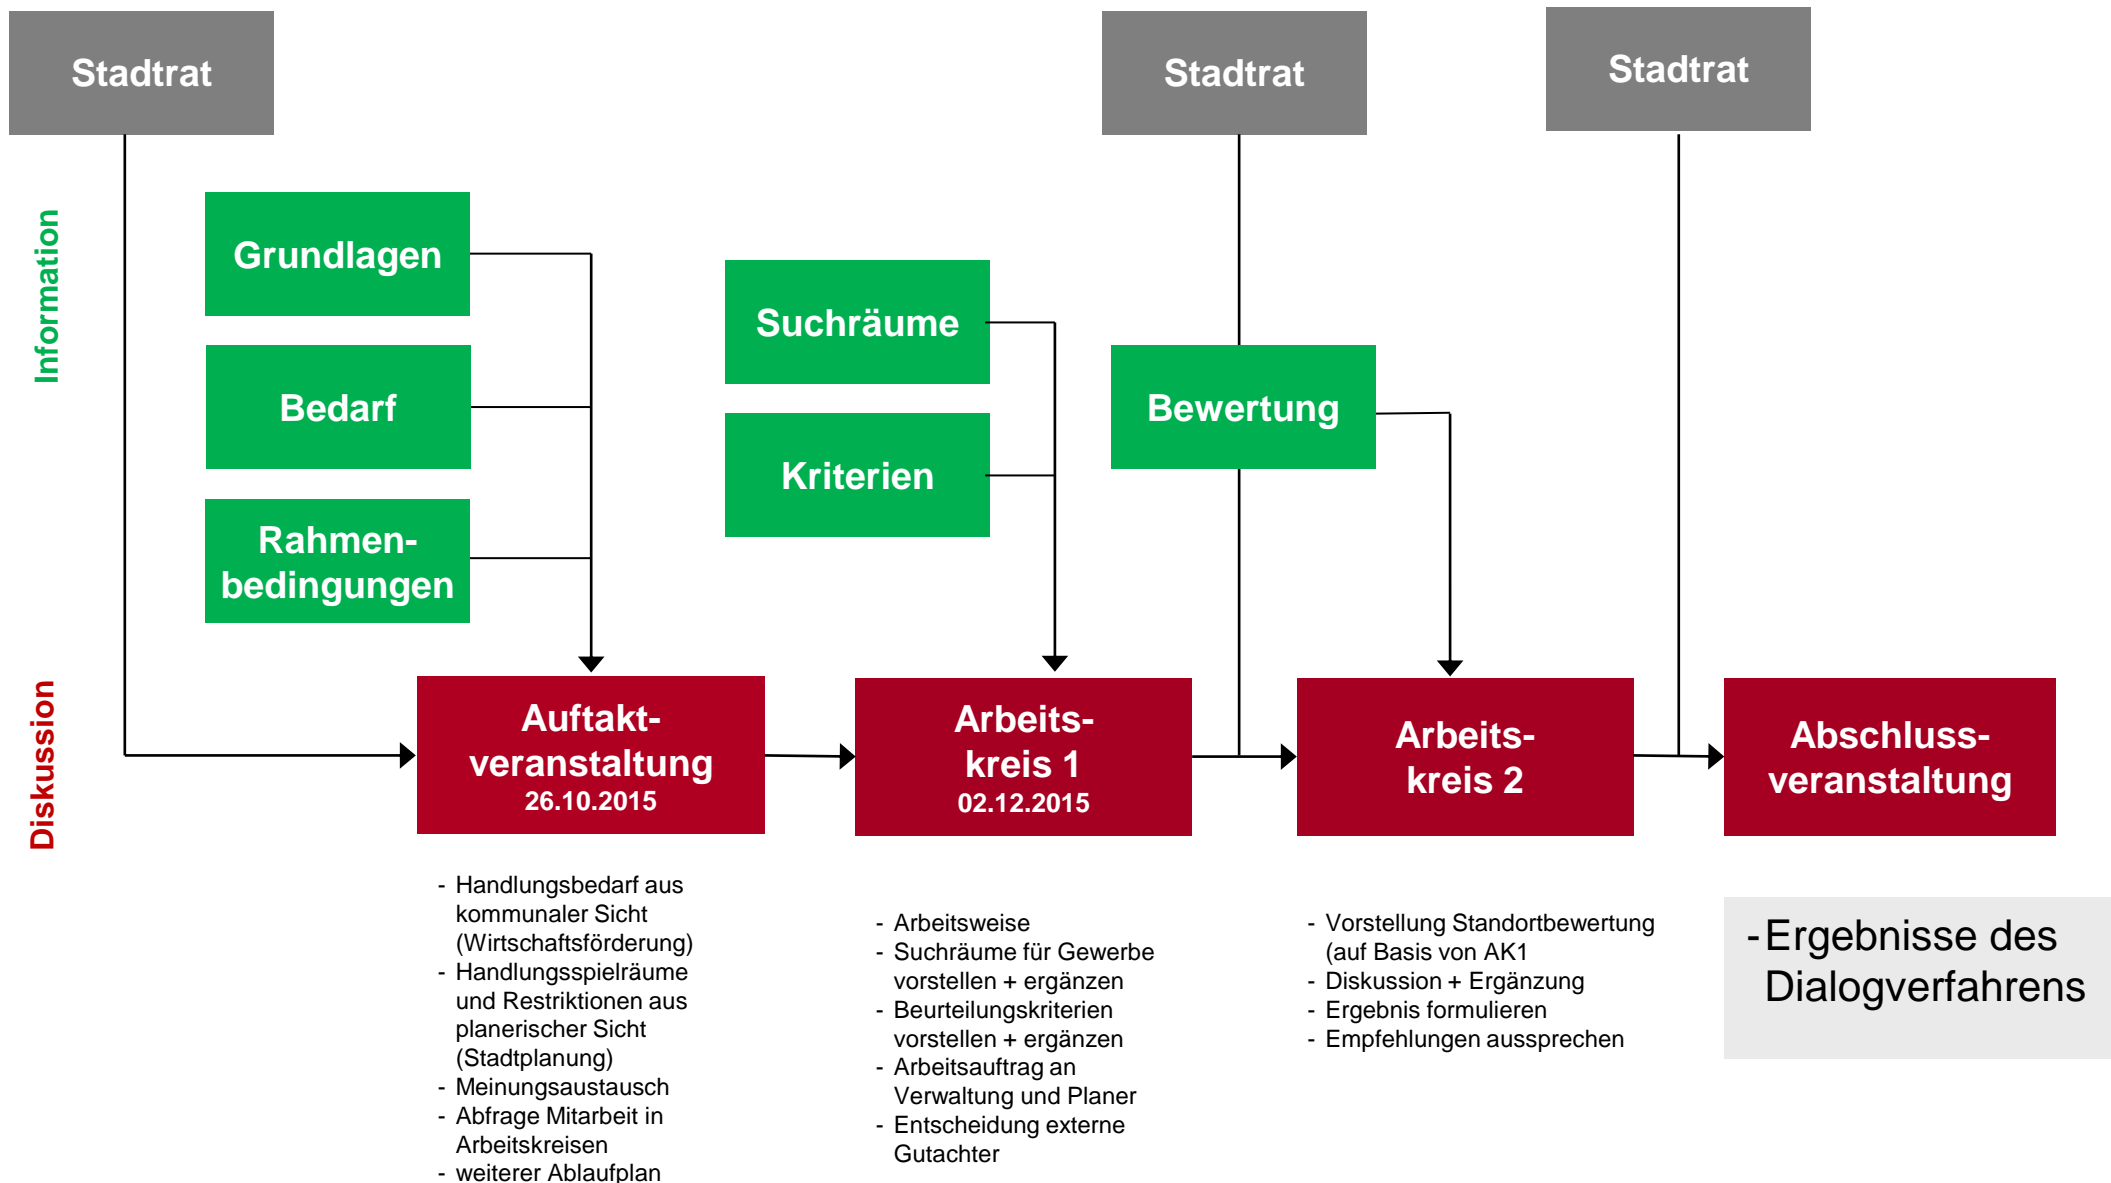 Stadtrat
Stadtrat
Stadtrat
Information
Grundlagen
Bedarf
Rahmen-
bedingungen
Suchräume
Kriterien
Bewertung
Diskussion
Auftakt-
veranstaltung
26.10.2015
Arbeits-
kreis 1
02.12.2015
Arbeits-
kreis 2
Abschluss-
veranstaltung
- Handlungsbedarf aus
kommunaler Sicht
(Wirtschaftsförderung)
- Handlungsspielräume
und Restriktionen aus
planerischer Sicht
(Stadtplanung)
- Meinungsaustausch
- Abfrage Mitarbeit in
Arbeitskreisen
- weiterer Ablaufplan
- Arbeitsweise
- Suchräume für Gewerbe
vorstellen + ergänzen
- Beurteilungskriterien
vorstellen + ergänzen
- Arbeitsauftrag an
Verwaltung und Planer
- Entscheidung externe
Gutachter
- Vorstellung Standortbewertung
(auf Basis von AK1
- Diskussion + Ergänzung
- Ergebnis formulieren
- Empfehlungen aussprechen
- Ergebnisse des
Dialogverfahrens